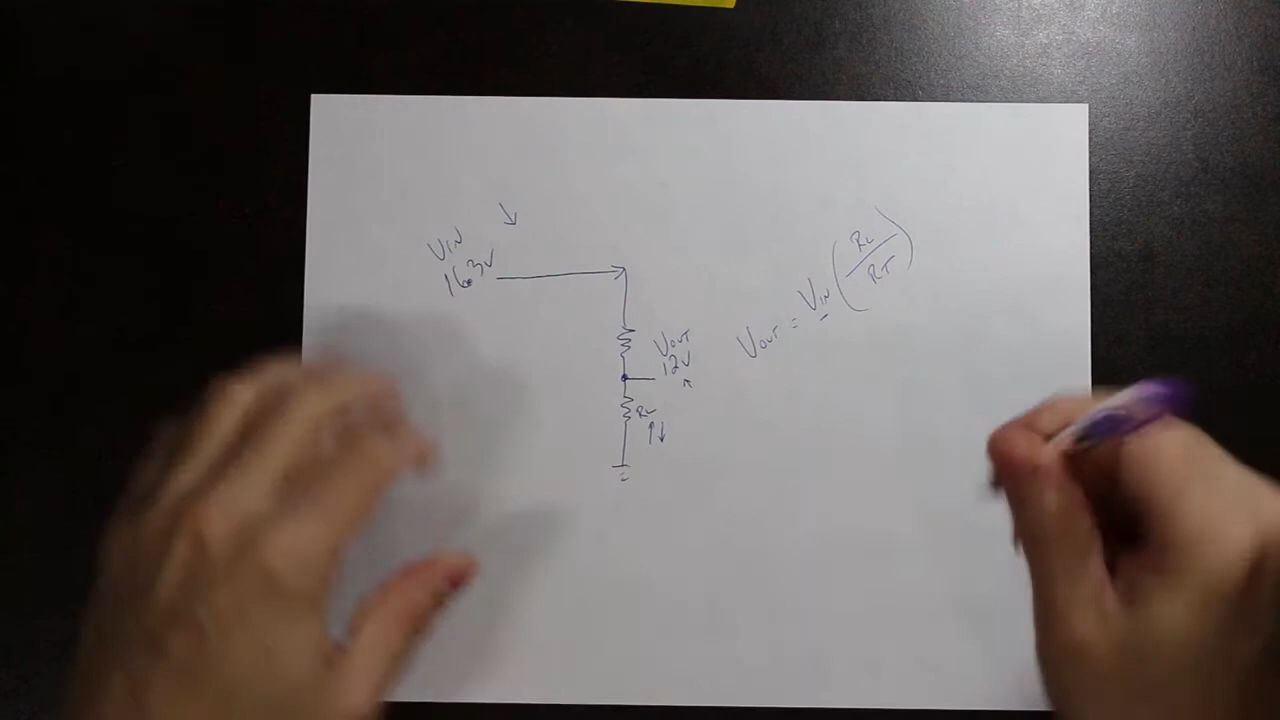 VIN
16.3V
VOUT
12V
RL
VOUT = VIN (RL/RT)